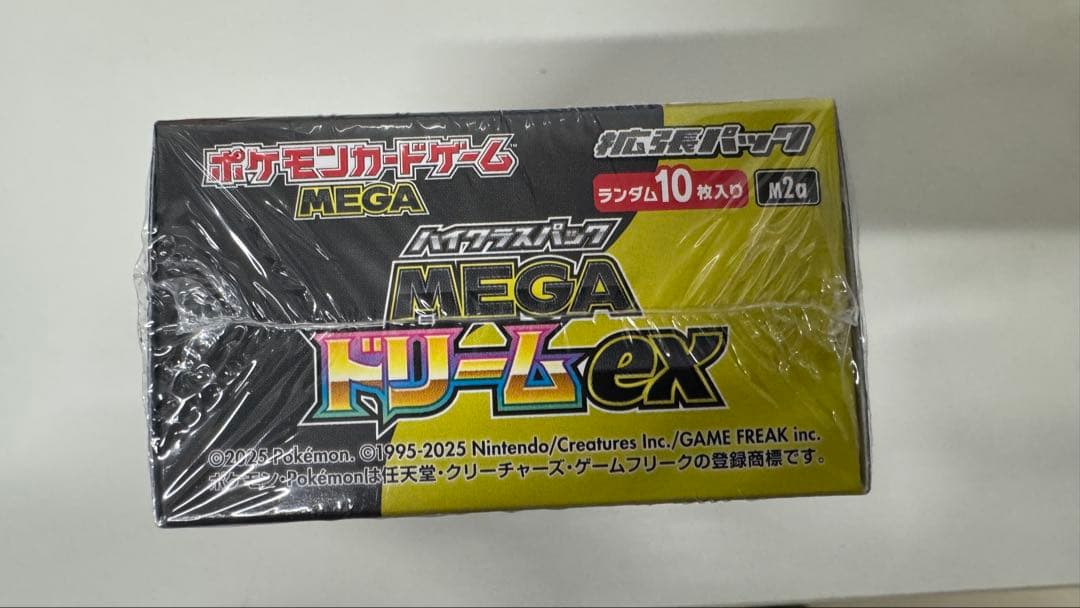 ポケモンカードゲーム
MEGA
拡張パック
ランダム10枚入り
M2a
ハイクラスパック
MEGA
ドリームex
©2025 Pokémon. ©1995-2025 Nintendo/Creatures Inc./GAME FREAK inc.
ポケモン・Pokémonは任天堂・クリーチャーズ・ゲームフリークの登録商標です。